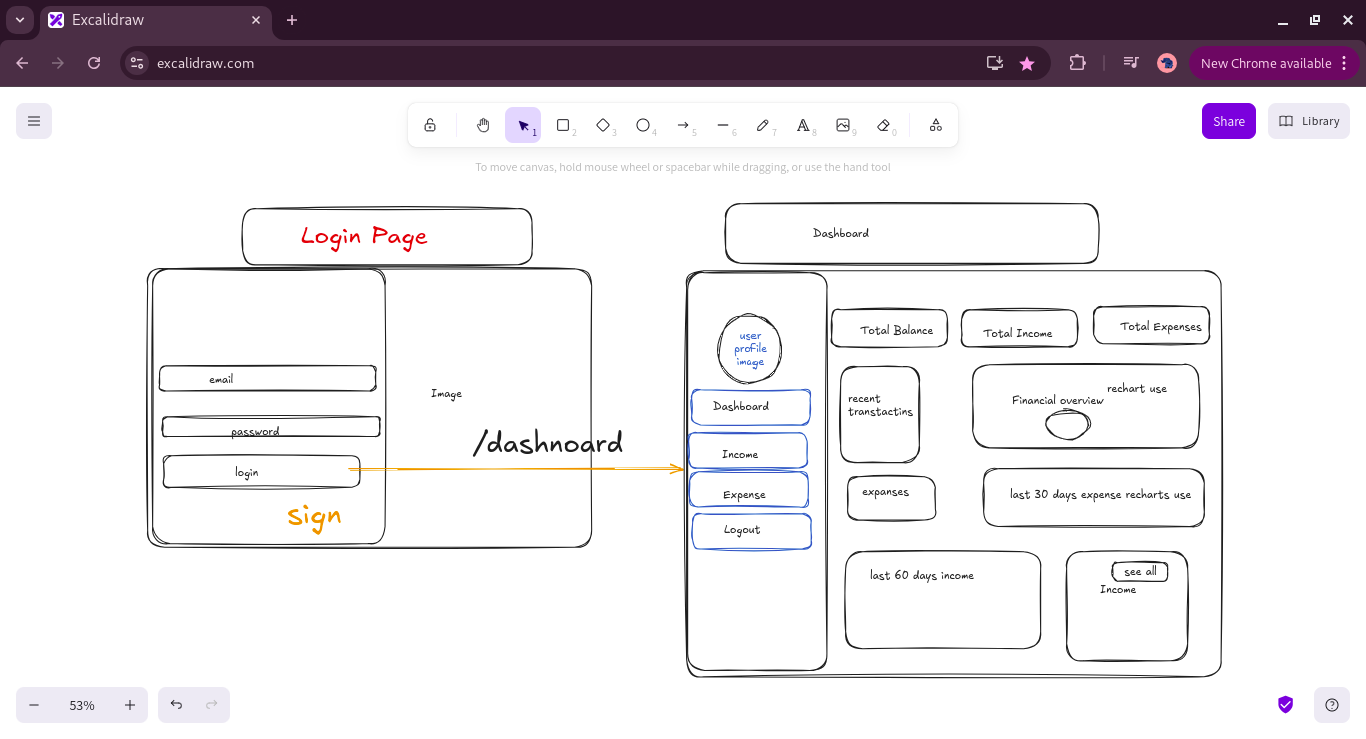 Excalidraw
excalidraw.com
New Chrome available
1
2
3
4
5
6
7
8
9
0
Share
Library
To move canvas, hold mouse wheel or spacebar while dragging, or use the hand tool
Login Page
email
password
login
sign
Image
/dashnoard
Dashboard
user
profile
image
Dashboard
Income
Expense
Logout
Total Balance
Total Income
Total Expenses
recent
transtactins
rechart use
Financial overview
expanses
last 30 days expense recharts use
last 60 days income
see all
Income
53%